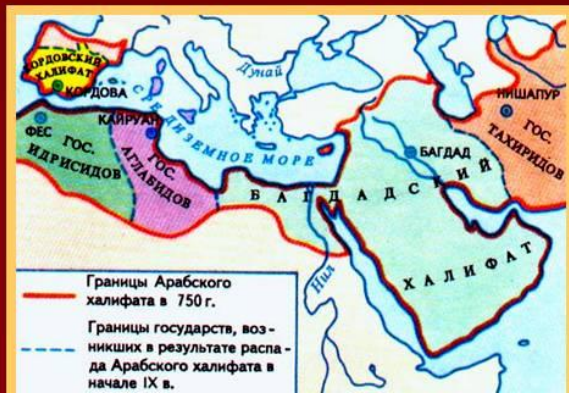 КОРДОВСКИЙ
ХАЛИФАТ
КОРДОВА
Дунай
НИШАПУР
ГОС.
ТАХИРИДОВ
СРЕДИЗЕМНОЕ МОРЕ
КАЙРУАН
ФЕС
ГОС.
ИДРИСИДОВ
ГОС.
АГЛАБИДОВ
БАГДАД
БАГДАДСКИЙ
ХАЛИФАТ
Нил
Границы Арабского
халифата в 750 г.
Границы государств, воз-
никших в результате распа-
да Арабского халифата в
начале IX в.